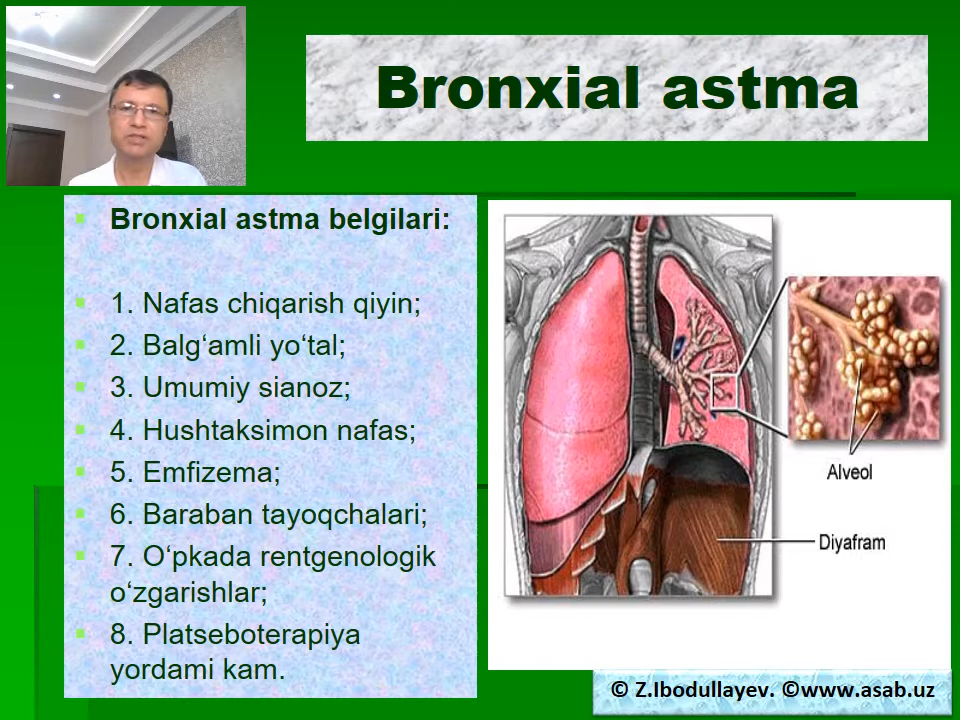 Bronxial astma
Bronxial astma belgilari:
1. Nafas chiqarish qiyin;
2. Balg‘amli yo‘tal;
3. Umumiy sianoz;
4. Hushtaksimon nafas;
5. Emfizema;
6. Baraban tayoqchalari;
7. O‘pkada rentgenologik
o‘zgarishlar;
8. Platseboterapiya
yordami kam.
Alveol
Diyafram
© Z.Ibodullayev. ©www.asab.uz